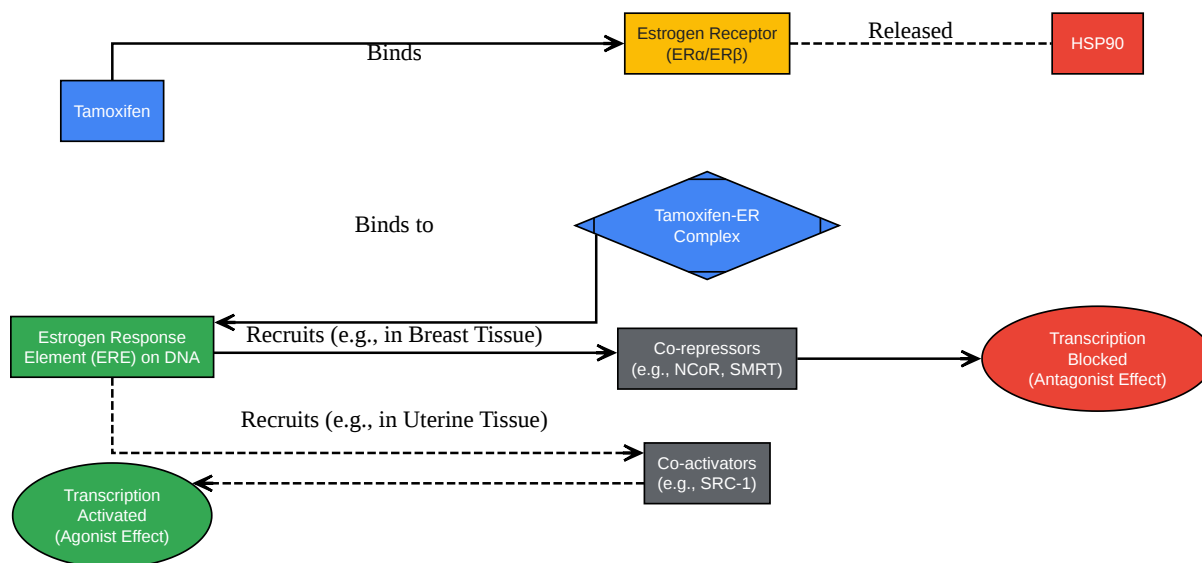 Binds
Released
Estrogen Receptor
(ERα/ERβ)
HSP90
Tamoxifen
Binds to
Tamoxifen-ER
Complex
Recruits (e.g., in Breast Tissue)
Estrogen Response
Element (ERE) on DNA
Co-repressors
(e.g., NCoR, SMRT)
Transcription
Blocked
(Antagonist Effect)
Recruits (e.g., in Uterine Tissue)
Co-activators
(e.g., SRC-1)
Transcription
Activated
(Agonist Effect)